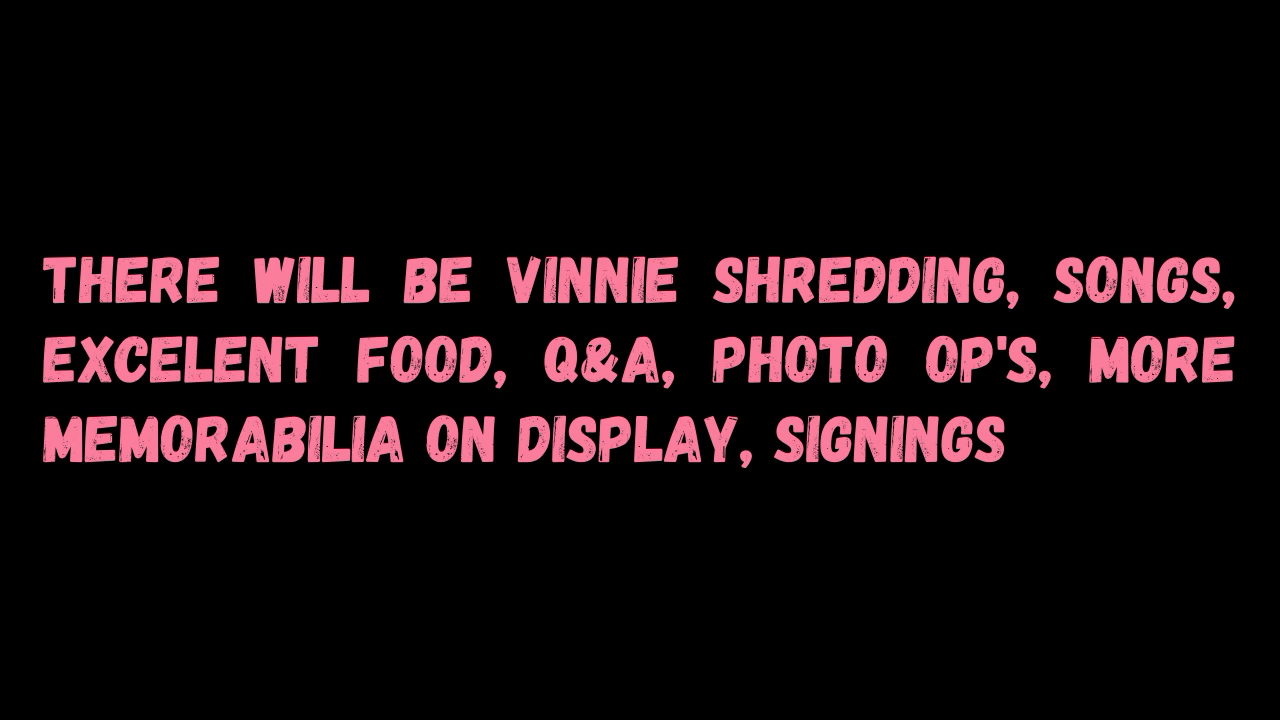 THERE WILL BE VINNIE SHREDDING, SONGS,
EXCELENT FOOD, Q&A, PHOTO OP'S, MORE
MEMORABILIA ON DISPLAY, SIGNINGS